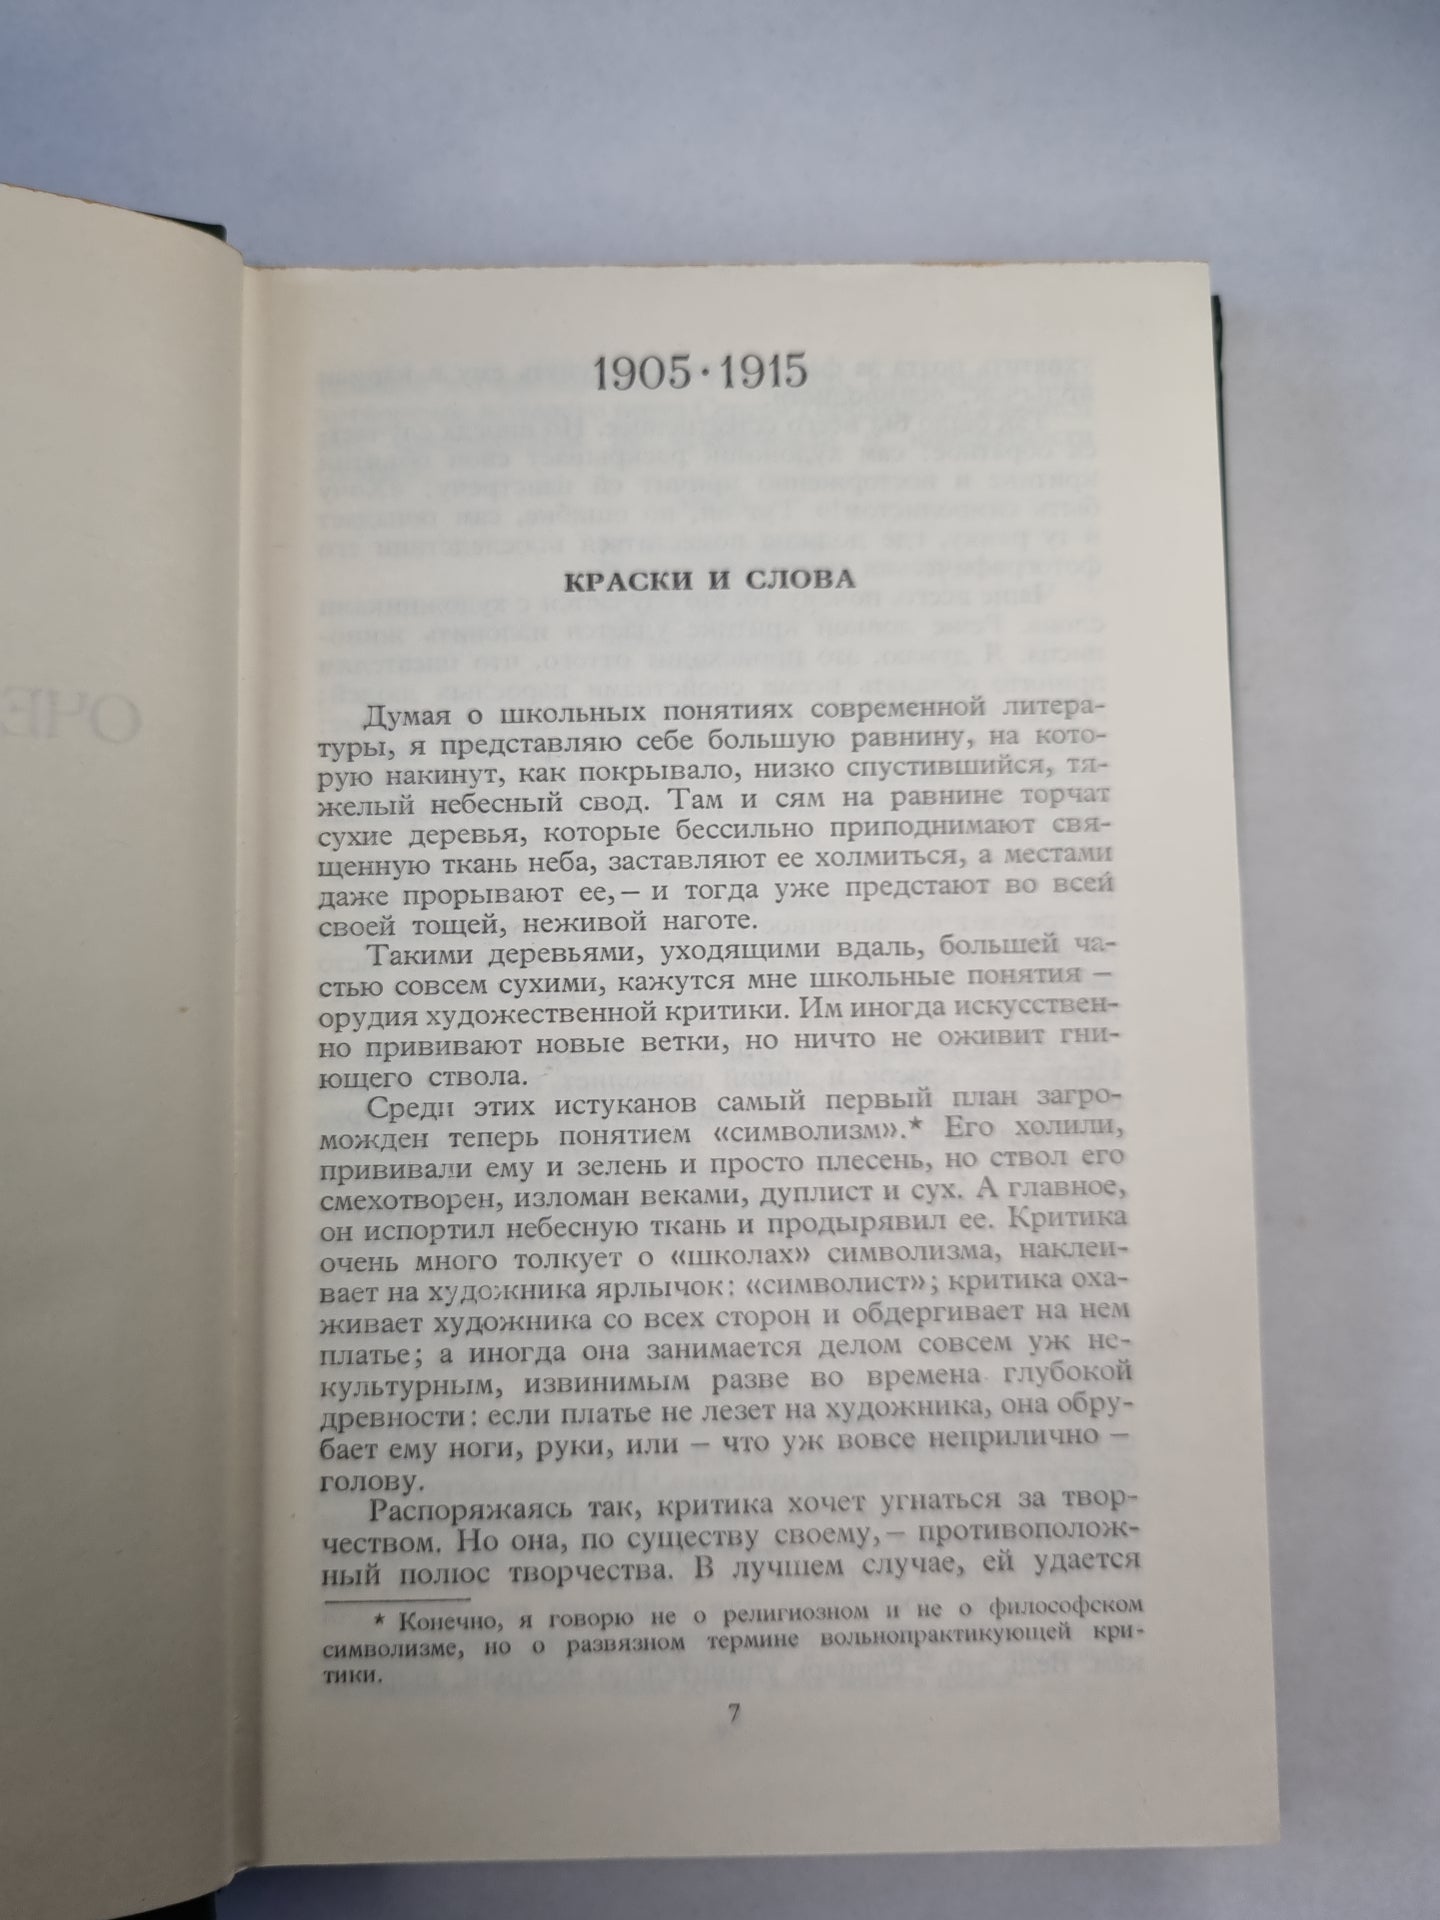 1905 · 1915
КРАСКИ И СЛОВА
Думая о школьных понятиях современной литера-
туры, я представляю себе большую равнину, на кото-
рую накинут, как покрывало, низко спустившийся, тя-
желый небесный свод. Там и сям на равнине торчат
сухие деревья, которые бессильно приподнимают свя-
щенную ткань неба, заставляют ее холмиться, а местами
даже прорывают ее, — и тогда уже предстают во всей
своей тощей, неживой наготе.
Такими деревьями, уходящими вдаль, большей ча-
стью совсем сухими, кажутся мне школьные понятия —
орудия художественной критики. Им иногда искусствен-
но прививают новые ветки, но ничто не оживит гни-
ющего ствола.
Среди этих истуканов самый первый план загро-
можден теперь понятием «символизм».* Его холили,
прививали ему и зелень и просто плесень, но ствол его
смехотворен, изломан веками, дуплист и сух. А главное,
он испортил небесную ткань и продырявил ее. Критика
очень много толкует о «школах» символизма, наклеи-
вает на художника ярлычок: «символист»; критика оха-
живает художника со всех сторон и обдергивает на нем
платье; а иногда она занимается делом совсем уж не-
культурным, извинимым разве во времена глубокой
древности: если платье не лезет на художника, она обру-
бает ему ноги, руки, или — что уж вовсе неприлично —
голову.
Распоряжаясь так, критика хочет угнаться за твор-
чеством. Но она, по существу своему, — противополож-
ный полюс творчества. В лучшем случае, ей удается
* Конечно, я говорю не о религиозном и не о философском
символизме, но о развязном термине вольнопрактикующей кри-
тики.
7